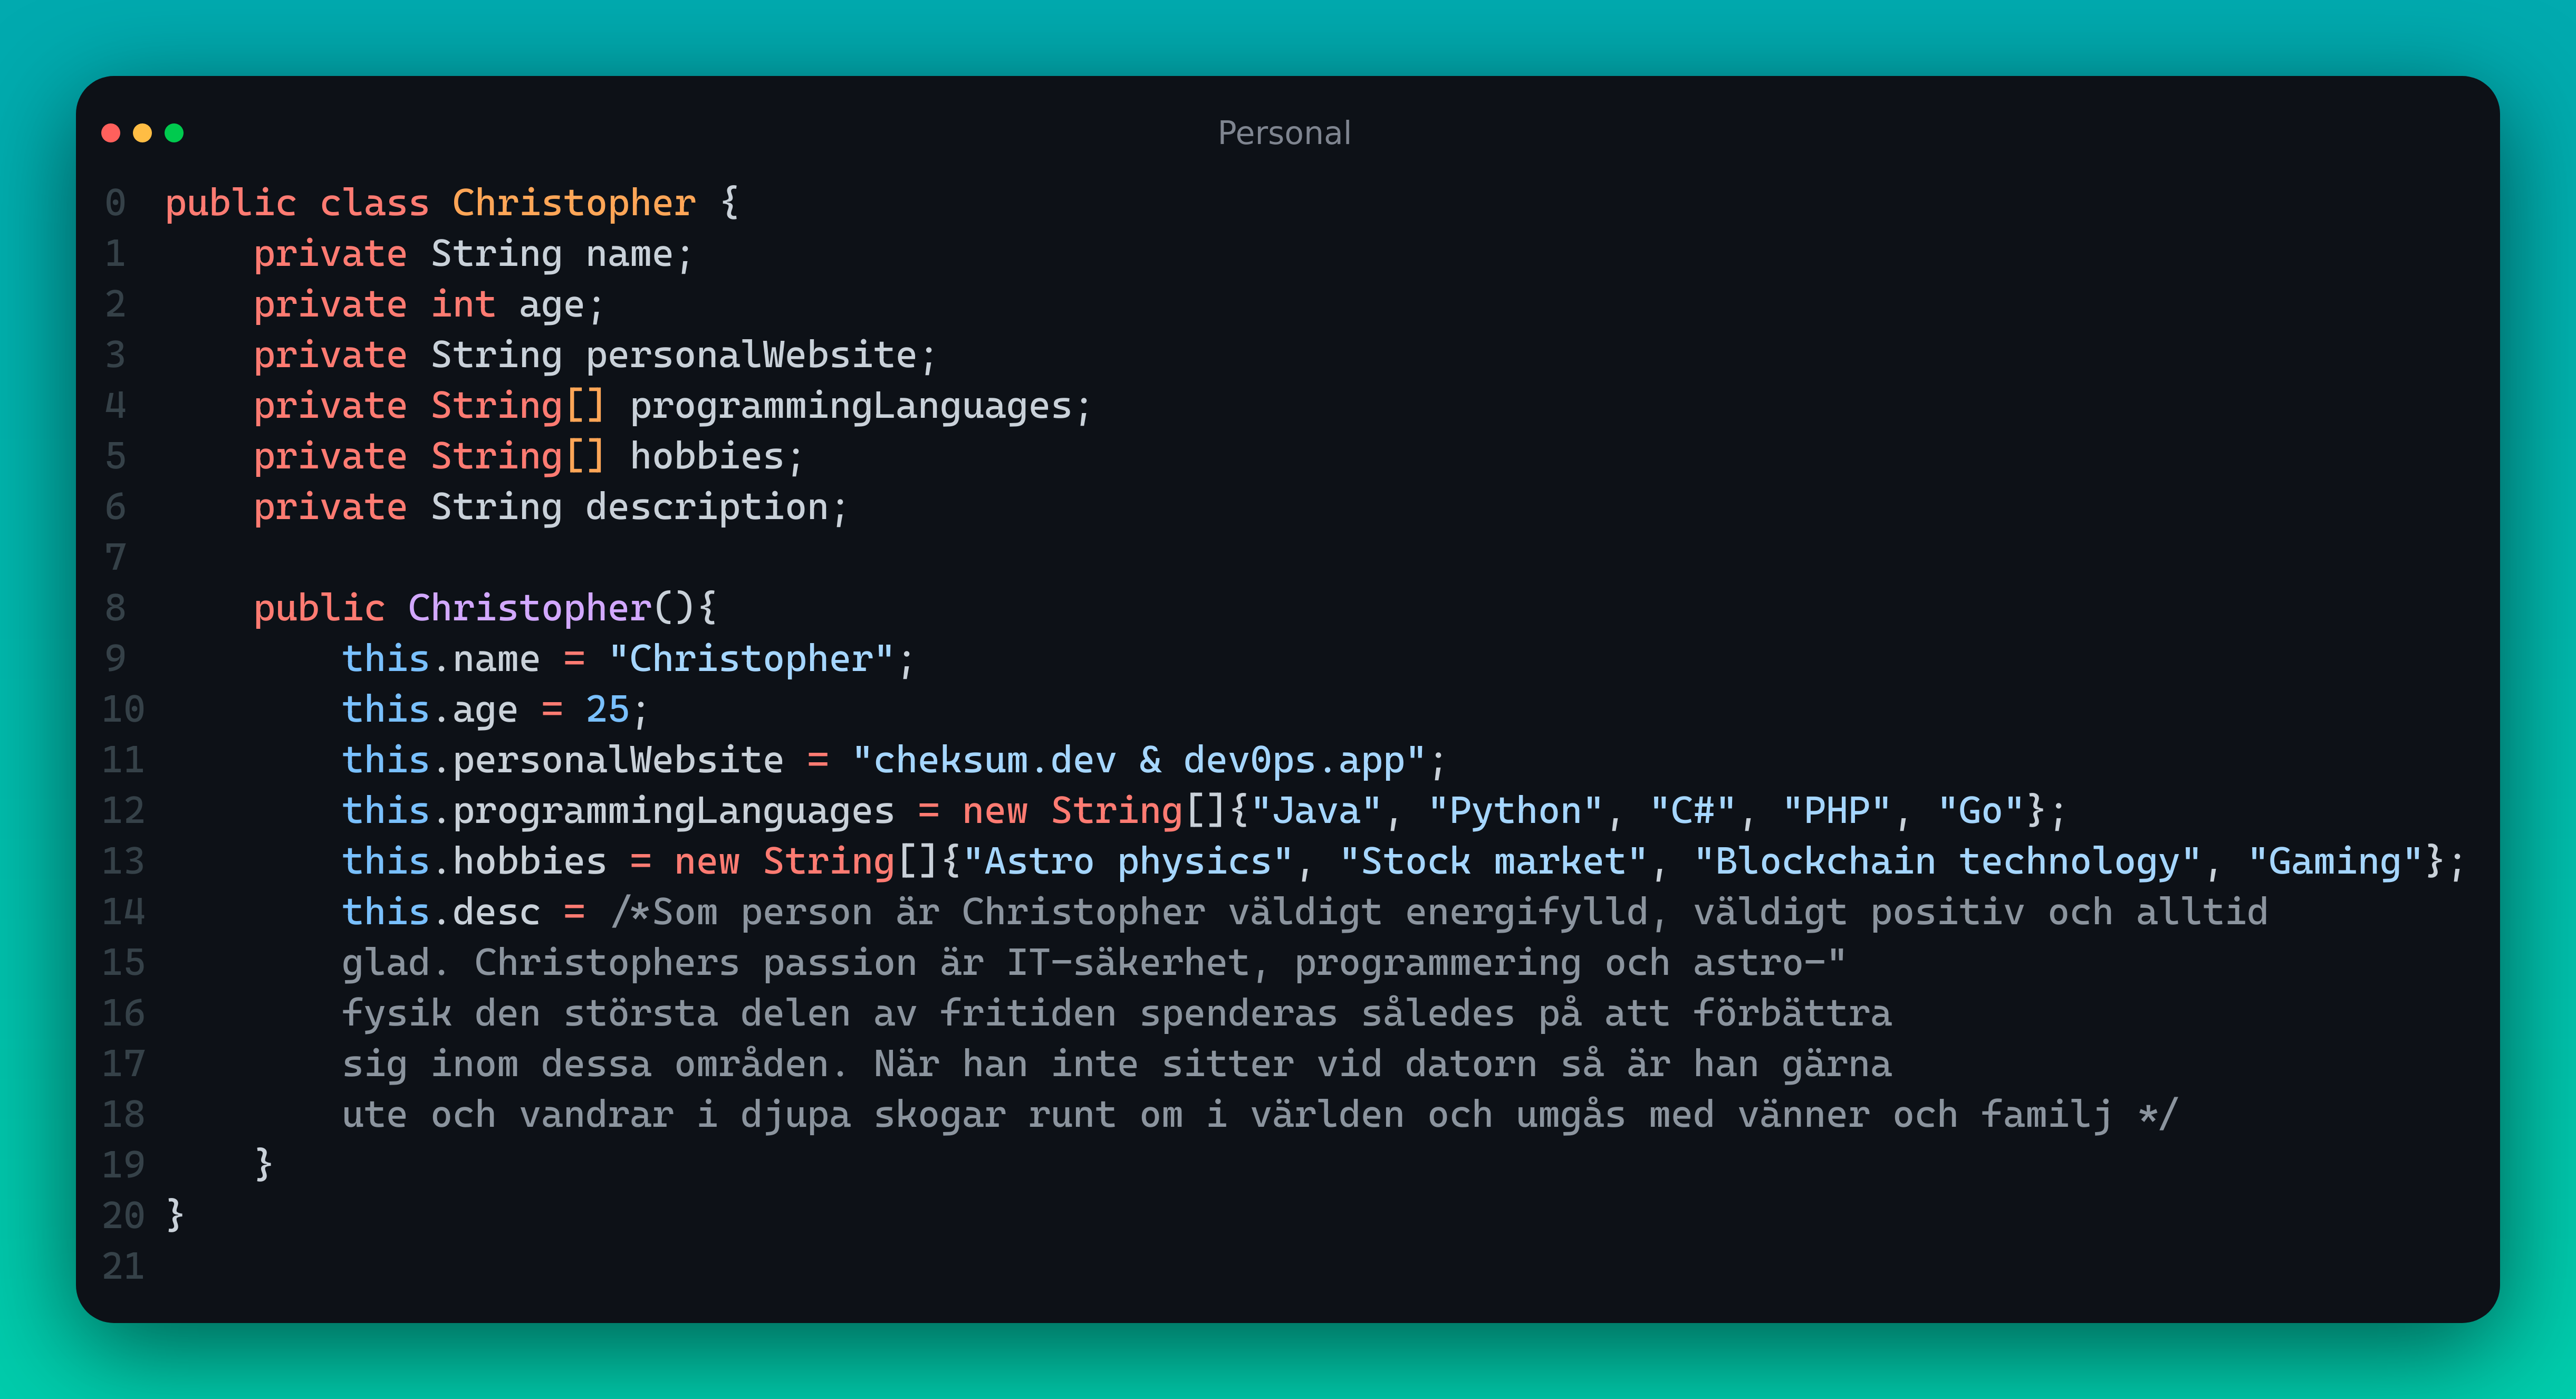 Personal
0 public class Christopher {
1     private String name;
2     private int age;
3     private String personalWebsite;
4     private String[] programmingLanguages;
5     private String[] hobbies;
6     private String description;
7
8     public Christopher(){
9         this.name = "Christopher";
10         this.age = 25;
11         this.personalWebsite = "cheksum.dev & dev0ps.app";
12         this.programmingLanguages = new String[]{"Java", "Python", "C#", "PHP", "Go"};
13         this.hobbies = new String[]{"Astro physics", "Stock market", "Blockchain technology", "Gaming"};
14         this.desc = /*Som person är Christopher väldigt energifylld, väldigt positiv och alltid
15         glad. Christophers passion är IT-säkerhet, programmering och astro-"
16         fysik den största delen av fritiden spenderas således på att förbättra
17         sig inom dessa områden. När han inte sitter vid datorn så är han gärna
18         ute och vandrar i djupa skogar runt om i världen och umgås med vänner och familj */
19     }
20 }
21